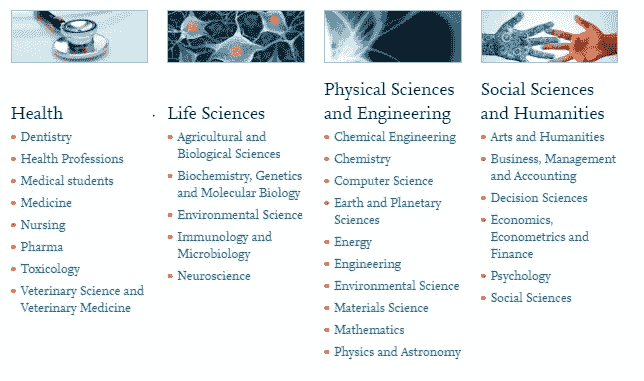 Health
Dentistry
Health Professions
Medical students
Medicine
Nursing
Pharma
Toxicology
Veterinary Science and
Veterinary Medicine
Life Sciences
Agricultural and
Biological Sciences
Biochemistry, Genetics
and Molecular Biology
Environmental Science
Immunology and
Microbiology
Neuroscience
Physical Sciences
and Engineering
Chemical Engineering
Chemistry
Computer Science
Earth and Planetary
Sciences
Energy
Engineering
Environmental Science
Materials Science
Mathematics
Physics and Astronomy
Social Sciences
and Humanities
Arts and Humanities
Business, Management
and Accounting
Decision Sciences
Economics,
Econometrics and
Finance
Psychology
Social Sciences